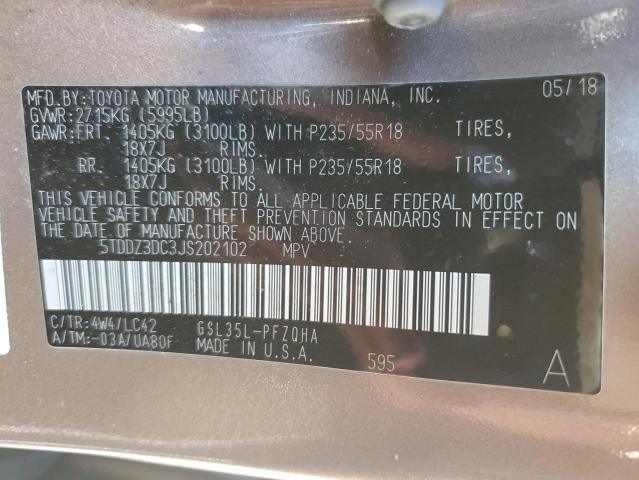 MFD.BY:TOYOTA MOTOR MANUFACTURING, INDIANA, INC. 05/18
GVWR:2715KG (5995LB)
GAWR:FRT. 1405KG (3100LB) WITH P235/55R18 TIRES,
18X7J RIMS.
RR. 1405KG (3100LB) WITH P235/55R18 TIRES,
18X7J RIMS.
THIS VEHICLE CONFORMS TO ALL APPLICABLE FEDERAL MOTOR
VEHICLE SAFETY AND THEFT PREVENTION STANDARDS IN EFFECT ON
THE DATE OF MANUFACTURE SHOWN ABOVE.
5TDDZ3DC3JS202102 MPV
C/TR:4W4/LC42 GSL35L-PFZQHA
A/TM:-03A/UA80F MADE IN U.S.A. 595 A